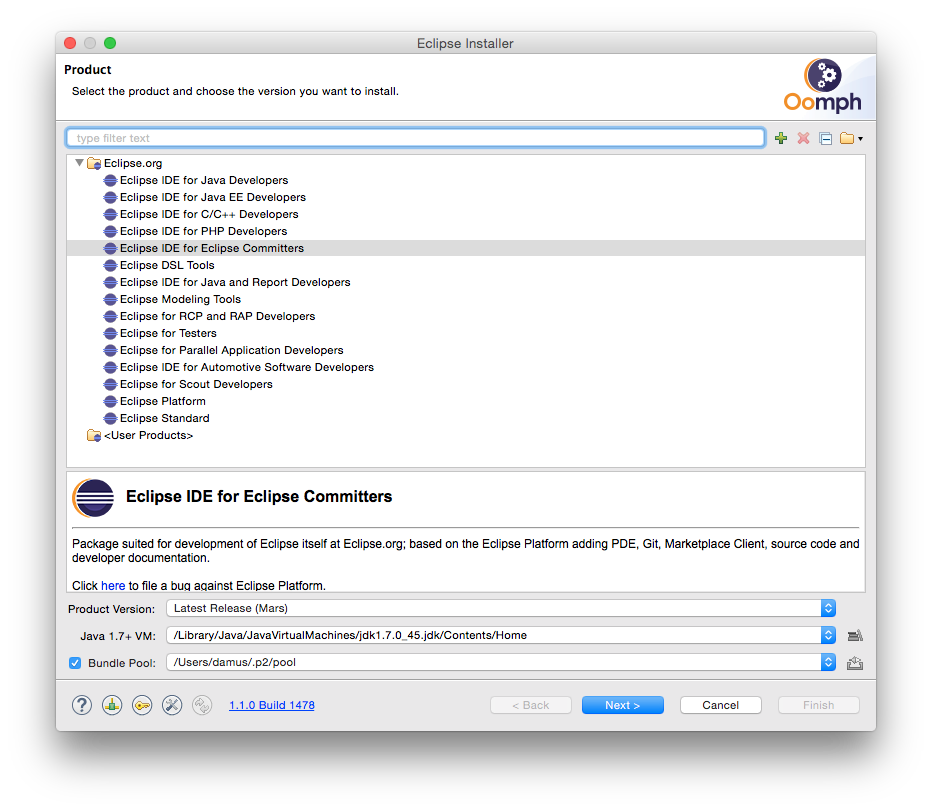 Eclipse Installer
Product
Select the product and choose the version you want to install.
Oomph
type filter text
Eclipse.org
Eclipse IDE for Java Developers
Eclipse IDE for Java EE Developers
Eclipse IDE for C/C++ Developers
Eclipse IDE for PHP Developers
Eclipse IDE for Eclipse Committers
Eclipse DSL Tools
Eclipse IDE for Java and Report Developers
Eclipse Modeling Tools
Eclipse for RCP and RAP Developers
Eclipse for Testers
Eclipse for Parallel Application Developers
Eclipse IDE for Automotive Software Developers
Eclipse for Scout Developers
Eclipse Platform
Eclipse Standard
<User Products>
Eclipse IDE for Eclipse Committers
Package suited for development of Eclipse itself at Eclipse.org; based on the Eclipse Platform adding PDE, Git, Marketplace Client, source code and
developer documentation.
Click here to file a bug against Eclipse Platform.
Product Version: Latest Release (Mars)
Java 1.7+ VM: /Library/Java/JavaVirtualMachines/jdk1.7.0_45.jdk/Contents/Home
Bundle Pool: /Users/damus/.p2/pool
? 1.1.0 Build 1478 < Back Next > Cancel Finish